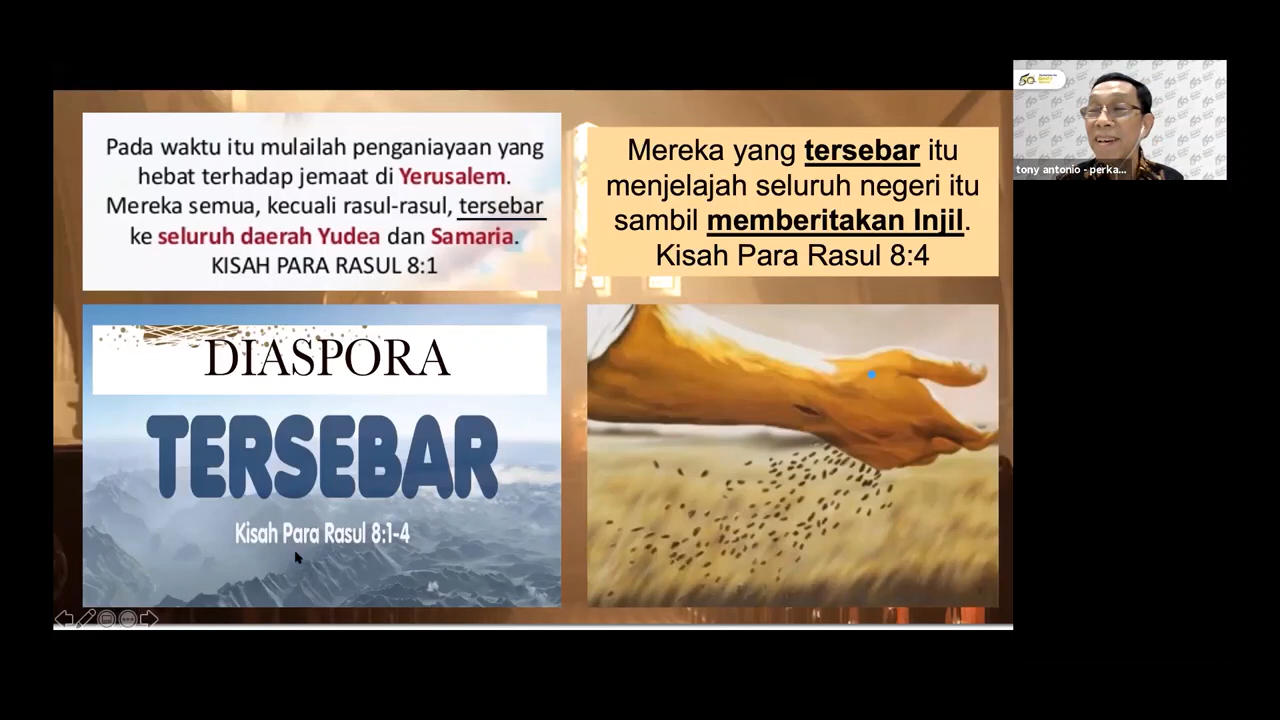 Pada waktu itu mulailah penganiayaan yang
hebat terhadap jemaat di Yerusalem.
Mereka semua, kecuali rasul-rasul, tersebar
ke seluruh daerah Yudea dan Samaria.
KISAH PARA RASUL 8:1
Mereka yang tersebar itu
menjelajah seluruh negeri itu
sambil memberitakan Injil.
Kisah Para Rasul 8:4
DIASPORA
TERSEBAR
Kisah Para Rasul 8:1-4
50
tony antonio - perka...